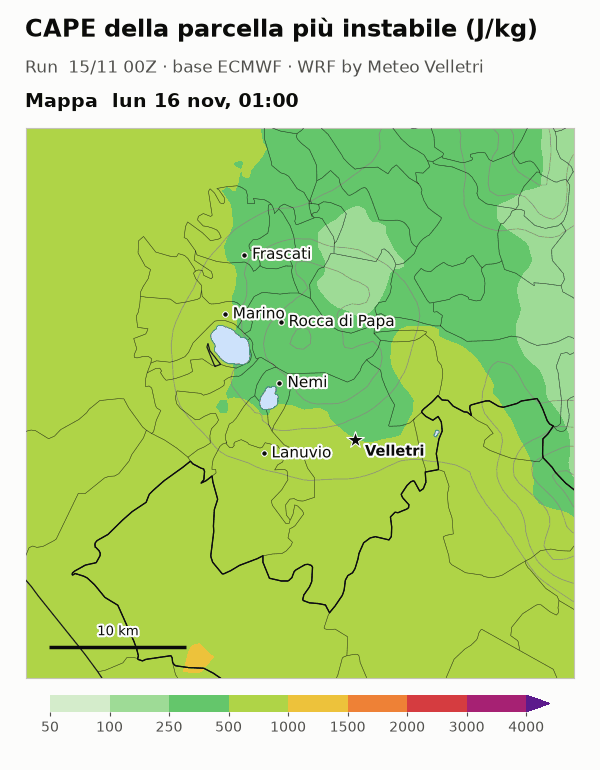 CAPE della parcella più instabile (J/kg)
Run 15/11 00Z · base ECMWF · WRF by Meteo Velletri
Mappa lun 16 nov, 01:00
Frascati
Marino
Rocca di Papa
Nemi
Velletri
Lanuvio
10 km
50 100 250 500 1000 1500 2000 3000 4000